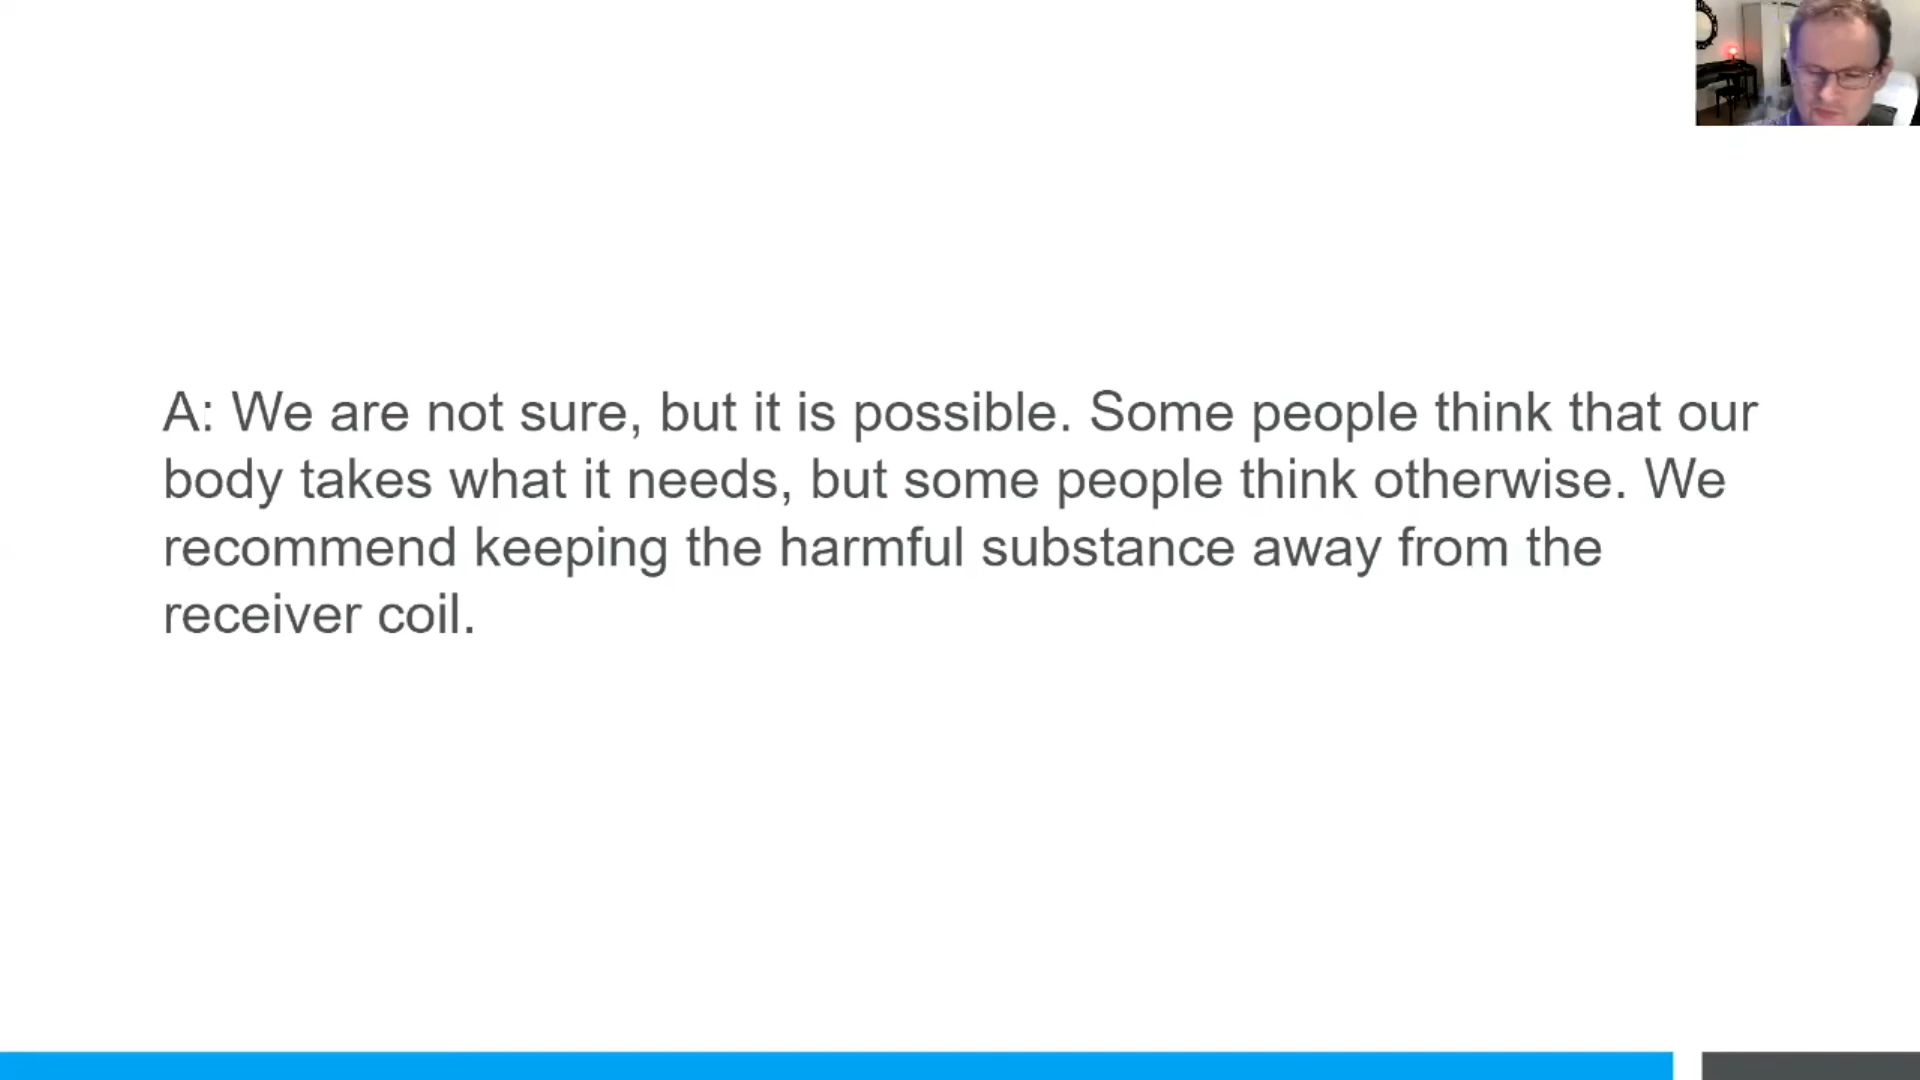 A: We are not sure, but it is possible. Some people think that our
body takes what it needs, but some people think otherwise. We
recommend keeping the harmful substance away from the
receiver coil.